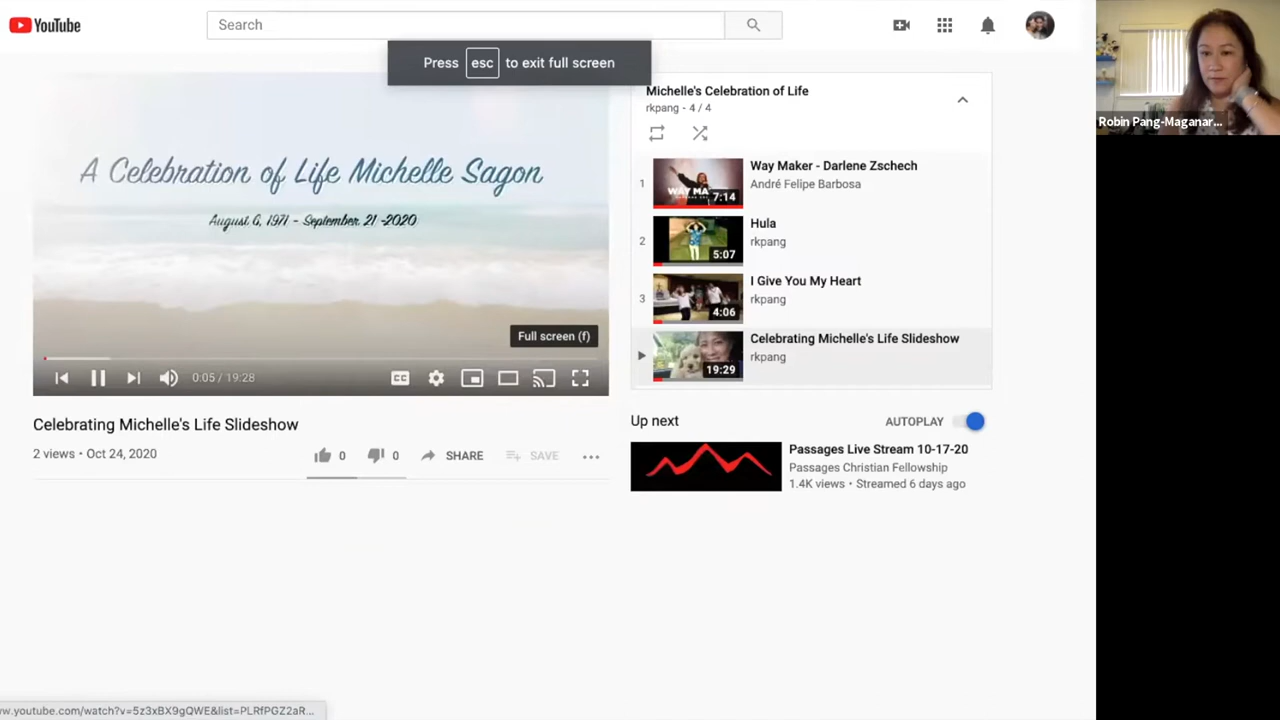 YouTube
Search
Press esc to exit full screen
A Celebration of Life Michelle Sagon
August 6, 1971 - September 21 -2020
Full screen (f)
0:05 / 19:28
CC
Celebrating Michelle's Life Slideshow
2 views • Oct 24, 2020
0
0
SHARE
SAVE
Michelle's Celebration of Life
rkpang - 4 / 4
1
WAY MA
7:14
Way Maker - Darlene Zschech
André Felipe Barbosa
2
5:07
Hula
rkpang
3
4:06
I Give You My Heart
rkpang
19:29
Celebrating Michelle's Life Slideshow
rkpang
Up next
AUTOPLAY
Passages Live Stream 10-17-20
Passages Christian Fellowship
1.4K views • Streamed 6 days ago
Robin Pang-Maganar...
ww.youtube.com/watch?v=5z3xBX9gQWE&list=PLRfPGZ2aR...